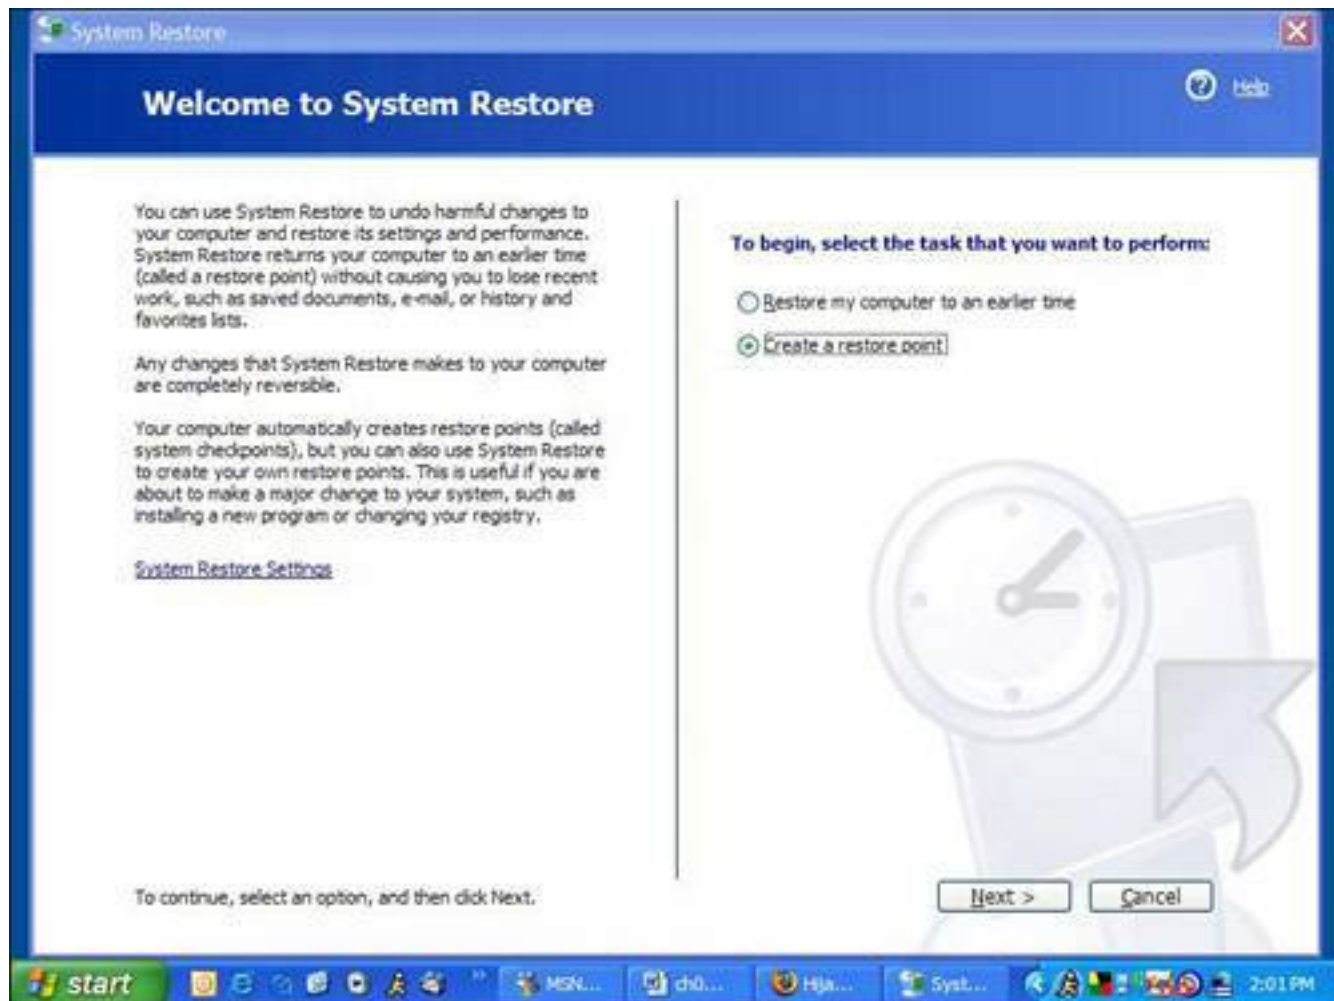 System Restore
Welcome to System Restore
Help
You can use System Restore to undo harmful changes to
your computer and restore its settings and performance.
System Restore returns your computer to an earlier time
(called a restore point) without causing you to lose recent
work, such as saved documents, e-mail, or history and
favorites lists.
Any changes that System Restore makes to your computer
are completely reversible.
Your computer automatically creates restore points (called
system checkpoints), but you can also use System Restore
to create your own restore points. This is useful if you are
about to make a major change to your system, such as
installing a new program or changing your registry.
System Restore Settings
To begin, select the task that you want to perform:
Restore my computer to an earlier time
Create a restore point
To continue, select an option, and then click Next.
Next >
Cancel
start
MSN...
ch0...
Hija...
Syst...
2:01 PM